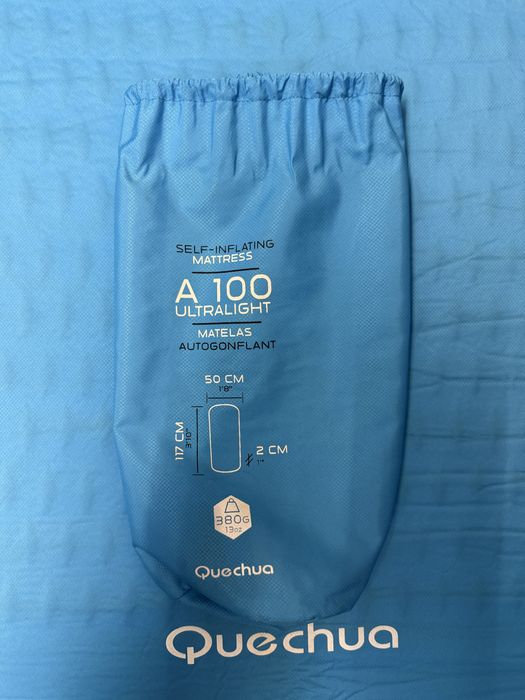 SELF-INFLATING
MATTRESS
A 100
ULTRALIGHT
MATELAS
AUTOGONFLANT
50 CM
1'8"
117 CM
3'10"
2 CM
1"
380G
13oz
Quechua
Quechua